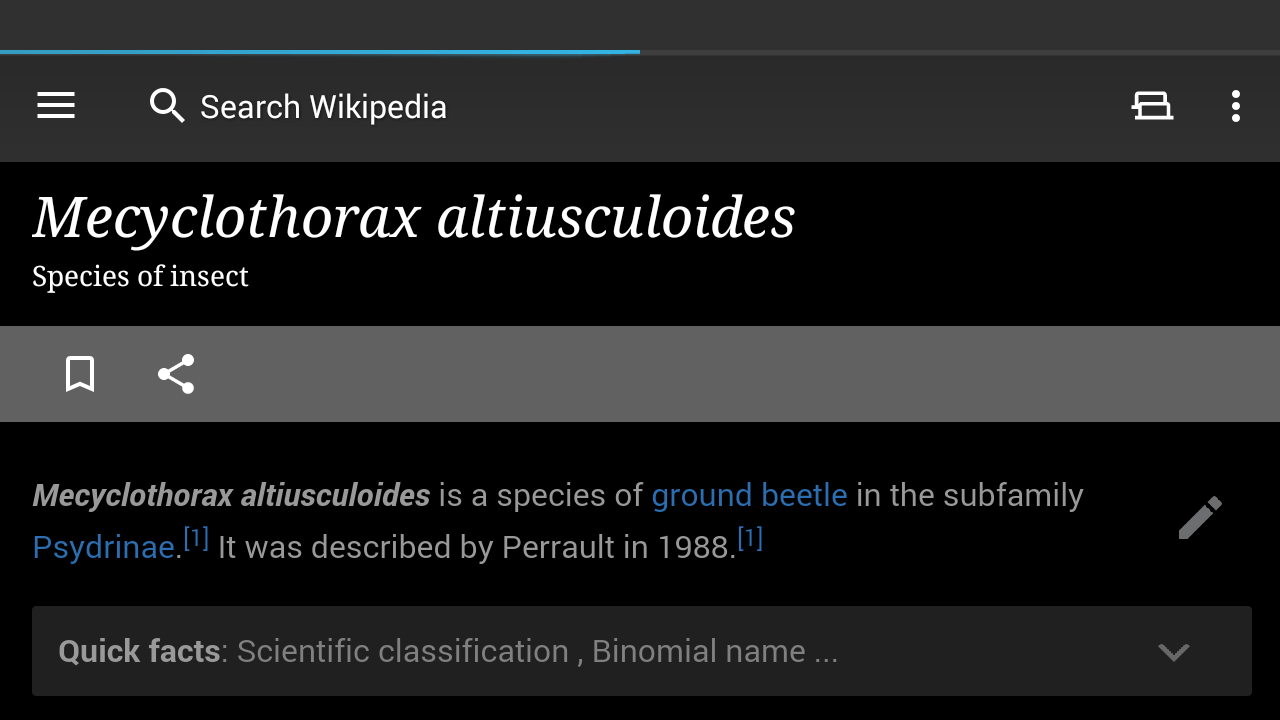 Search Wikipedia
Mecyclothorax altiusculoides
Species of insect
Mecyclothorax altiusculoides is a species of ground beetle in the subfamily
Psydrinae.[1] It was described by Perrault in 1988.[1]
Quick facts: Scientific classification , Binomial name ...